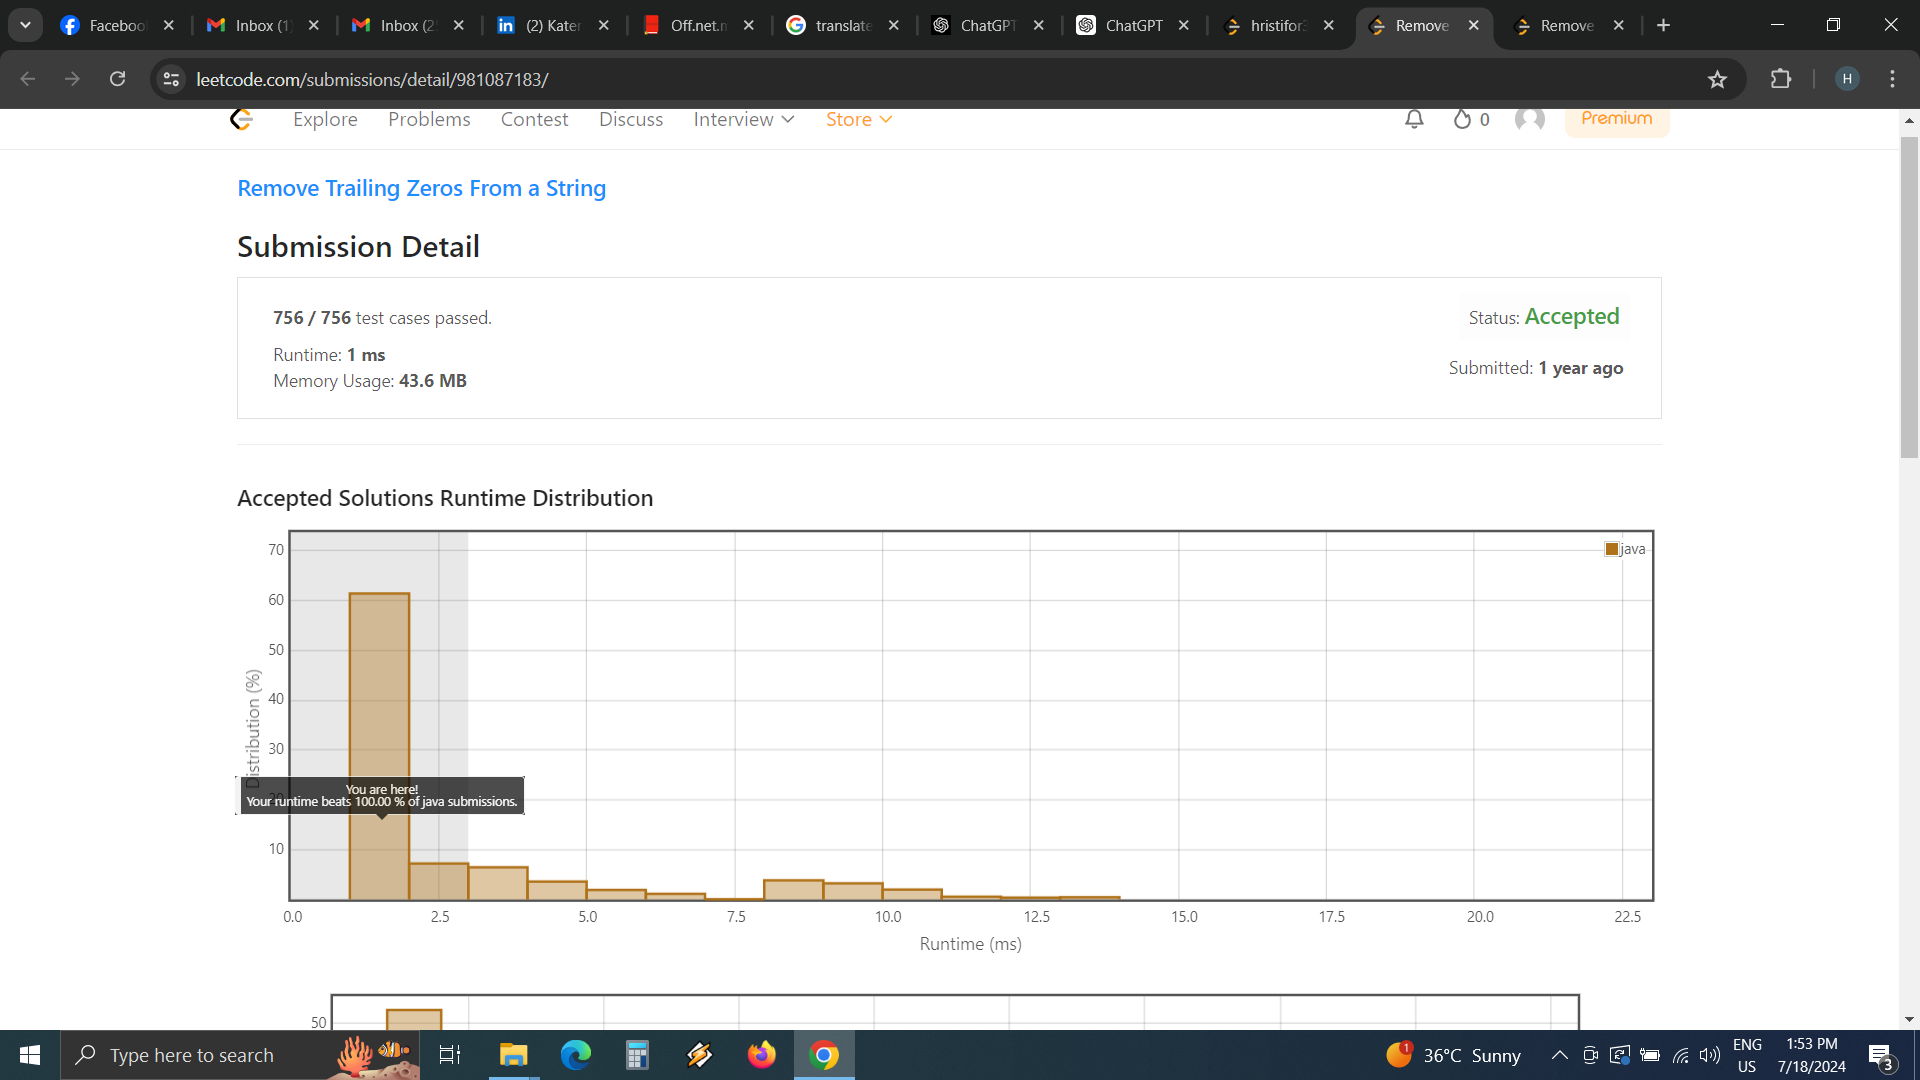 Facebook
Inbox (1)
Inbox (2
(2) Kater
Off.net.m
translate
ChatGPT
ChatGPT
hristifor3
Remove
Remove
leetcode.com/submissions/detail/981087183/
H
Explore
Problems
Contest
Discuss
Interview
Store
0
Premium
Remove Trailing Zeros From a String
Submission Detail
756 / 756 test cases passed.
Status: Accepted
Runtime: 1 ms
Submitted: 1 year ago
Memory Usage: 43.6 MB
Accepted Solutions Runtime Distribution
70
java
60
50
40
30
20
10
Distribution (%)
You are here!
Your runtime beats 100.00 % of java submissions.
0.0
2.5
5.0
7.5
10.0
12.5
15.0
17.5
20.0
22.5
Runtime (ms)
50
Type here to search
1
36°C Sunny
ENG
US
1:53 PM
7/18/2024
3